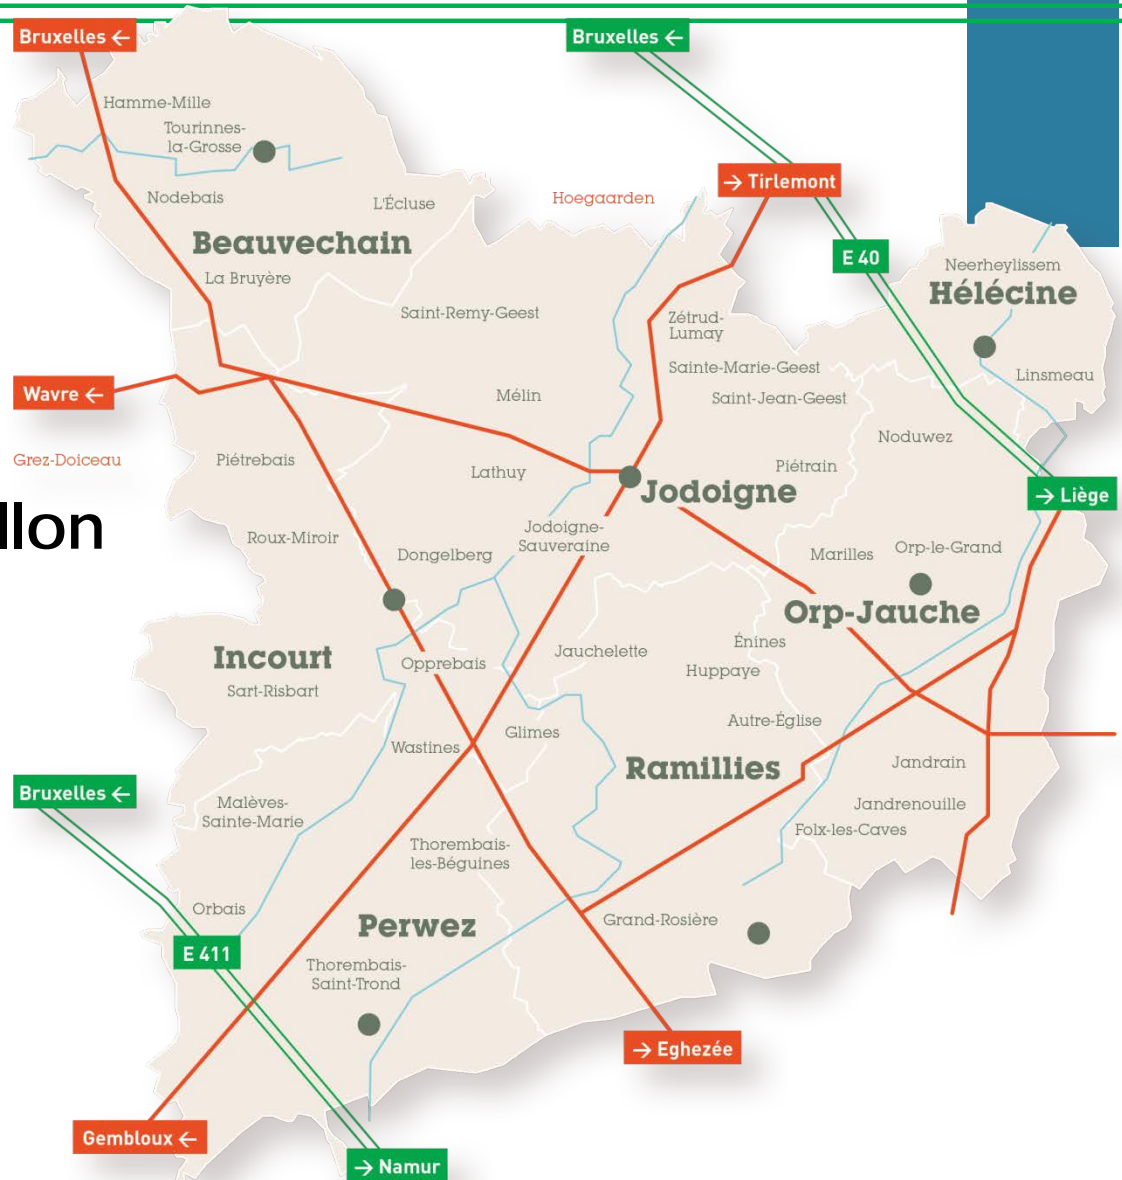 Bruxelles ←
Bruxelles ←
Hamme-Mille
Tourinnes-
la-Grosse
→ Tirlemont
Nodebais
L'Écluse
Hoegaarden
Beauvechain
E 40
Neerheylissem
La Bruyère
Hélécine
Saint-Remy-Geest
Zétrud-
Lumay
Sainte-Marie-Geest
Linsmeau
Wavre ←
Mélin
Saint-Jean-Geest
Noduwez
Grez-Doiceau
Piétrebais
Lathuy
Piétrain
Jodoigne
→ Liège
llon
Roux-Miroir
Dongelberg
Jodoigne-
Sauveraine
Marilles
Orp-le-Grand
Orp-Jauche
Incourt
Sart-Risbart
Opprebais
Jauchelette
Énines
Huppaye
Autre-Église
Glimes
Wastines
Ramillies
Jandrain
Bruxelles ←
Malèves-
Sainte-Marie
Jandrenouille
Folx-les-Caves
Thorembais-
les-Béguines
Orbais
Perwez
Grand-Rosière
E 411
Thorembais-
Saint-Trond
→ Eghezée
Gembloux ←
→ Namur